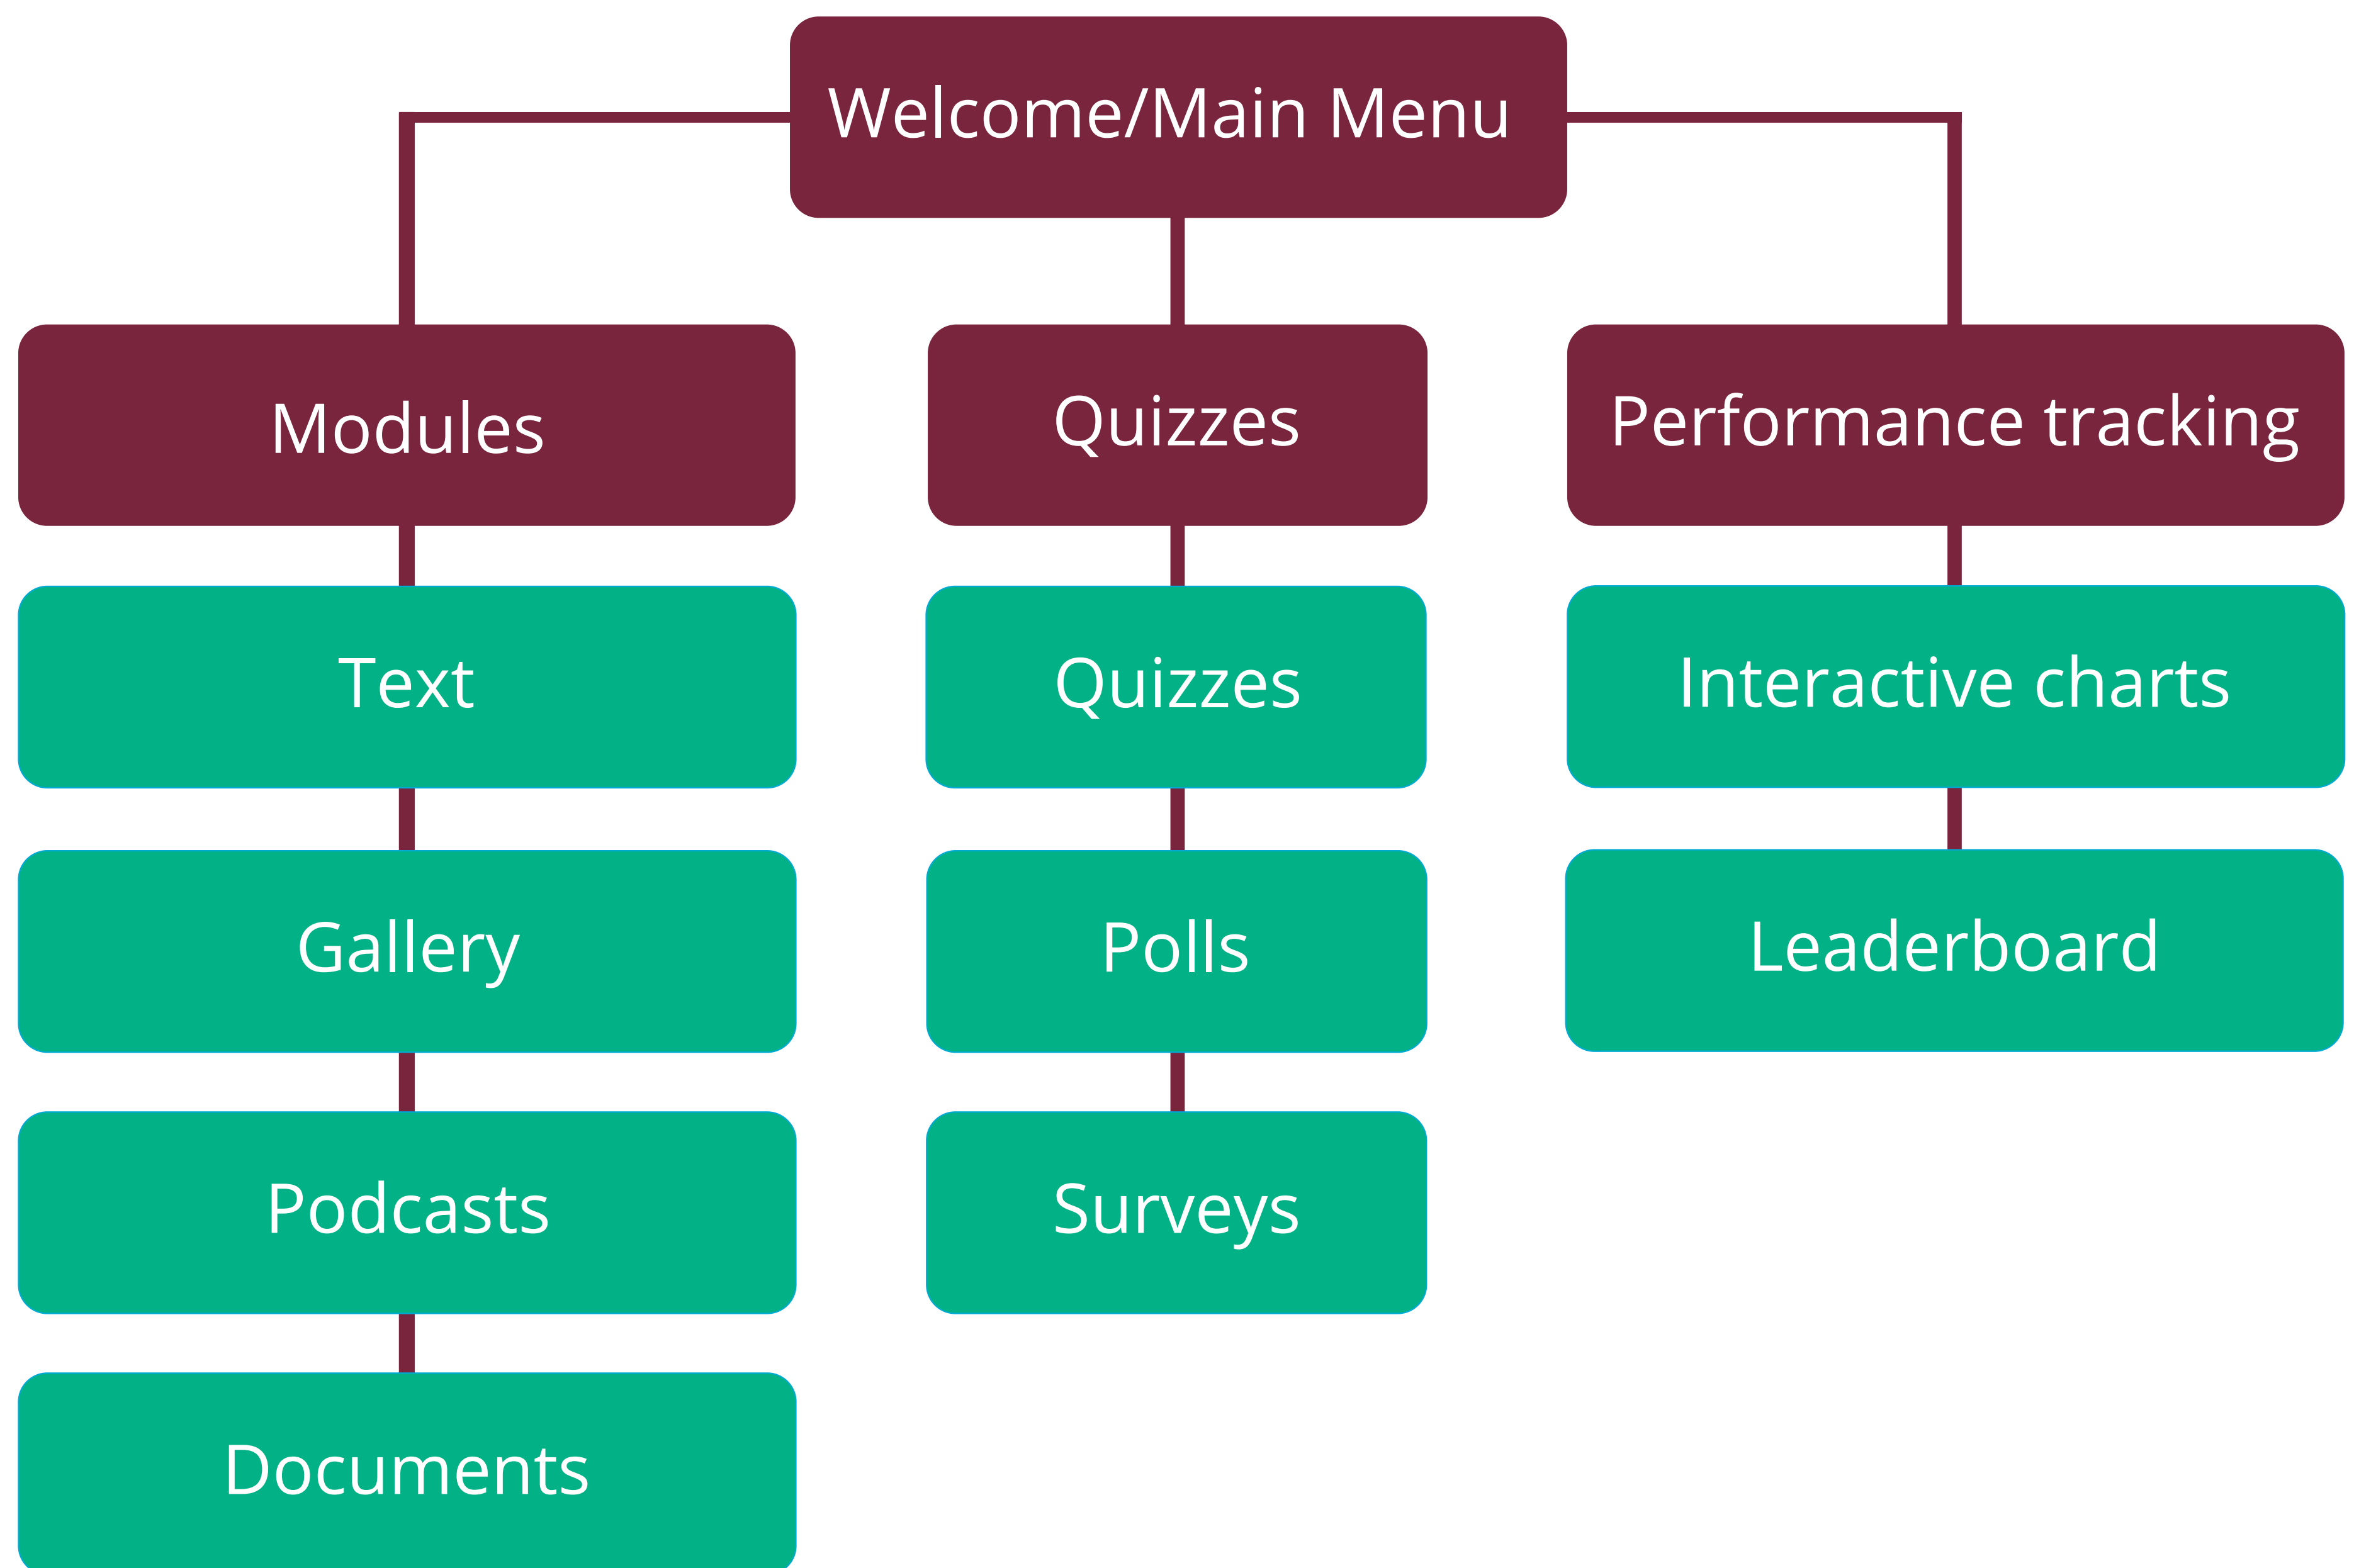 Welcome/Main Menu
Modules
Quizzes
Performance tracking
Text
Quizzes
Interactive charts
Gallery
Polls
Leaderboard
Podcasts
Surveys
Documents